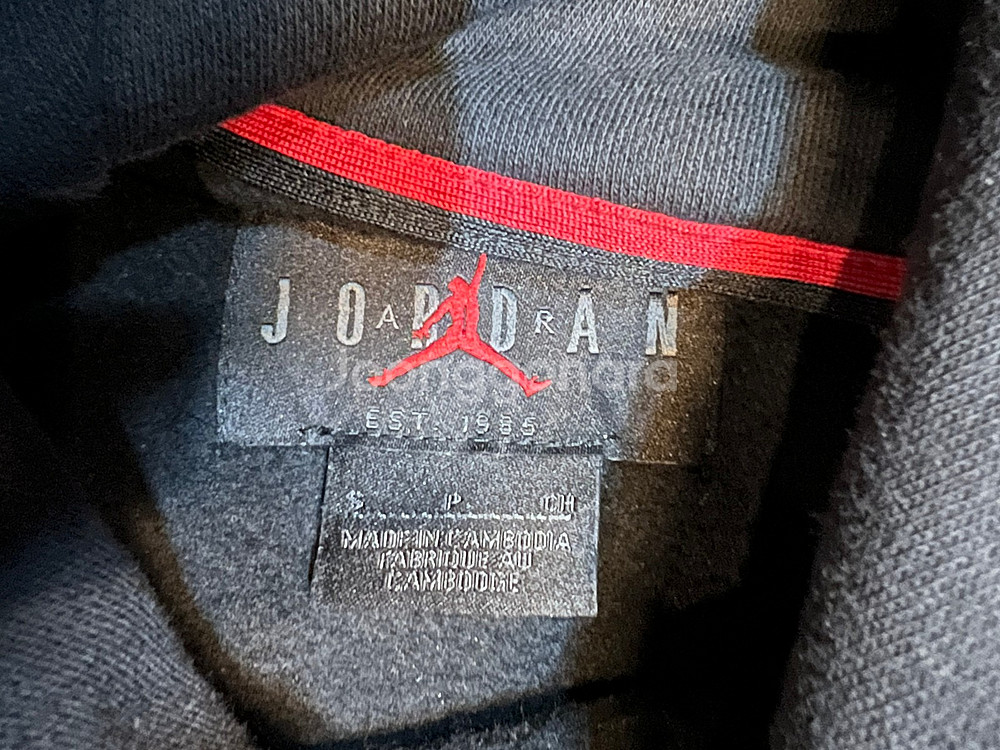 JORDAN
AIR
EST. 1985
S P CH
MADE IN CAMBODIA
FABRIQUE AU
CAMBODGE